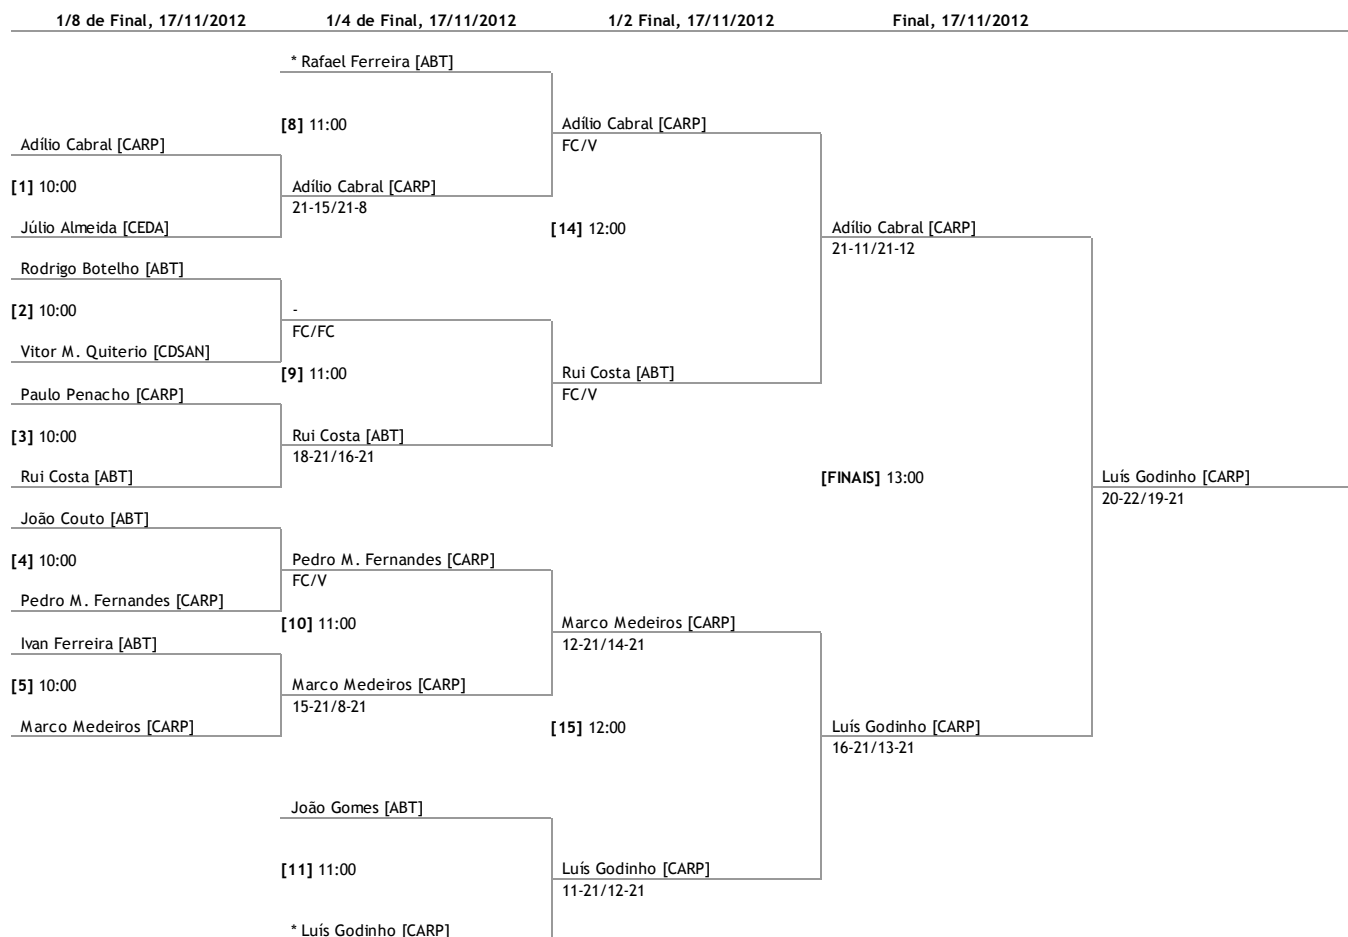 1/8 de Final, 17/11/2012 1/4 de Final, 17/11/2012 1/2 Final, 17/11/2012 Final, 17/11/2012
* Rafael Ferreira [ABT]
[8] 11:00 Adílio Cabral [CARP]
Adílio Cabral [CARP] FC/V
[1] 10:00 Adílio Cabral [CARP]
21-15/21-8
Júlio Almeida [CEDA] [14] 12:00 Adílio Cabral [CARP]
21-11/21-12
Rodrigo Botelho [ABT]
[2] 10:00 -
FC/FC
Vitor M. Quiterio [CDSAN]
[9] 11:00 Rui Costa [ABT]
Paulo Penacho [CARP] FC/V
[3] 10:00 Rui Costa [ABT]
18-21/16-21
Rui Costa [ABT] [FINAIS] 13:00 Luís Godinho [CARP]
20-22/19-21
João Couto [ABT]
[4] 10:00 Pedro M. Fernandes [CARP]
FC/V
Pedro M. Fernandes [CARP]
[10] 11:00 Marco Medeiros [CARP]
Ivan Ferreira [ABT] 12-21/14-21
[5] 10:00 Marco Medeiros [CARP]
15-21/8-21
Marco Medeiros [CARP] [15] 12:00 Luís Godinho [CARP]
16-21/13-21
João Gomes [ABT]
[11] 11:00 Luís Godinho [CARP]
11-21/12-21
* Luís Godinho [CARP]